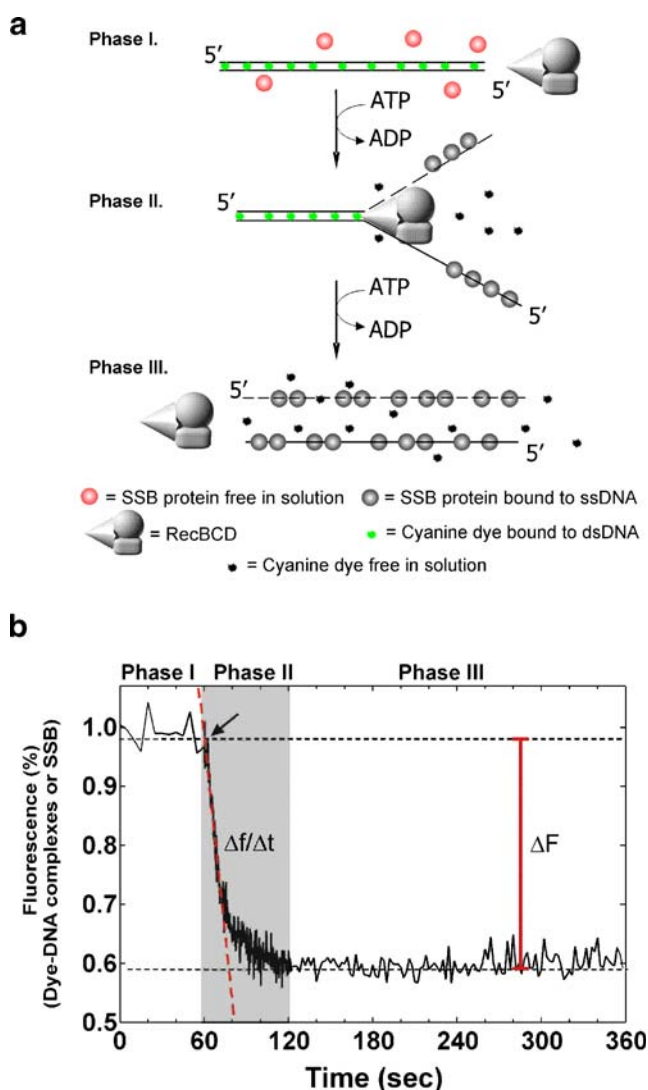 a
Phase I.
5'
5'
ATP
ADP
Phase II.
5'
ATP
ADP
5'
Phase III.
5'
5'
= SSB protein free in solution
= SSB protein bound to ssDNA
= RecBCD
= Cyanine dye bound to dsDNA
= Cyanine dye free in solution
b
Phase I
Phase II
Phase III
1.0
0.9
0.8
0.7
0.6
0.5
Fluorescence (%)
(Dye-DNA complexes or SSB)
Δf/Δt
ΔF
0
60
120
180
240
300
360
Time (sec)